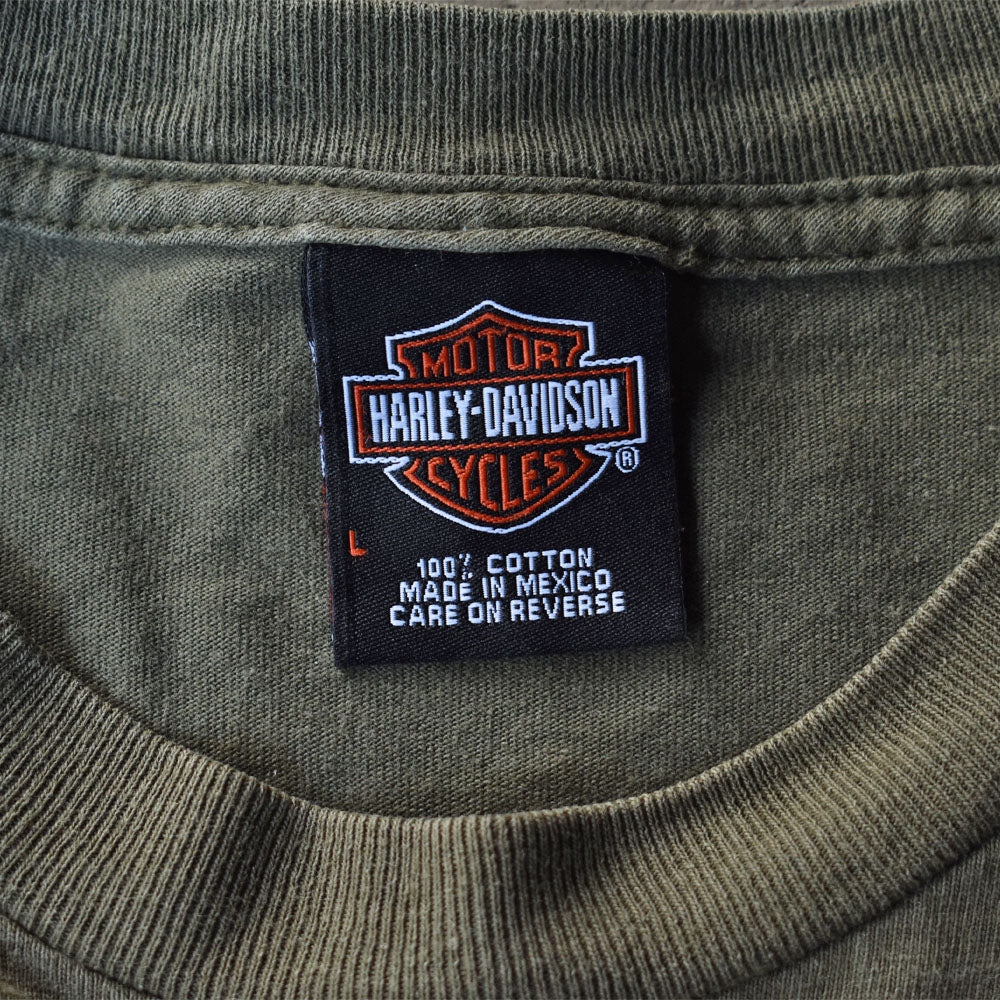 MOTOR
HARLEY-DAVIDSON
CYCLES
®
L
100% COTTON
MADE IN MEXICO
CARE ON REVERSE